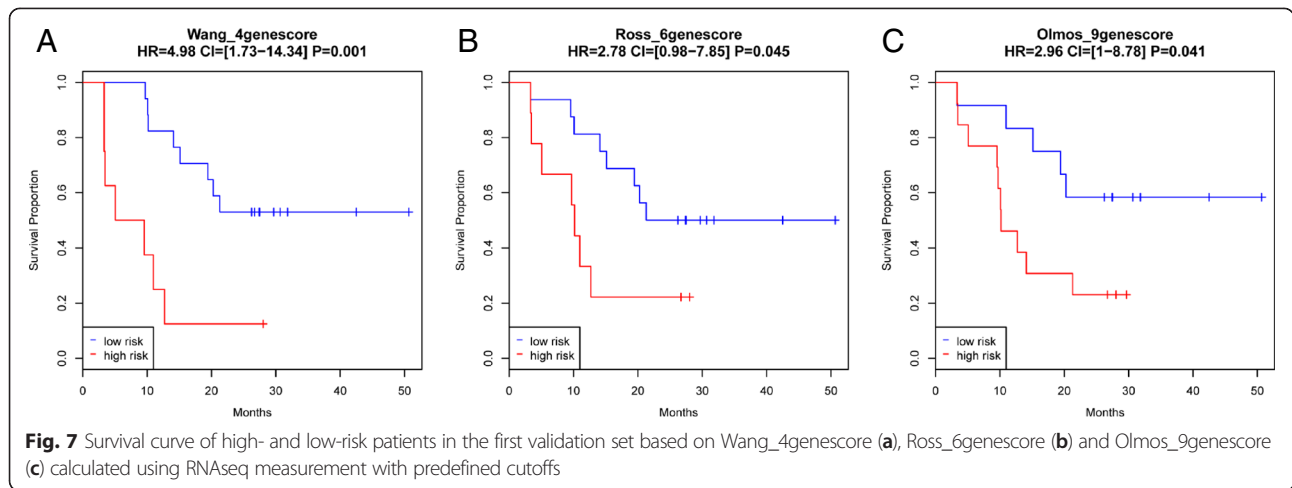 A
Wang_4genescore
HR=4.98 CI=[1.73−14.34] P=0.001
Survival Proportion
1.0
0.8
0.6
0.4
0.2
0.0
low risk
high risk
0 10 20 30 40 50
Months
B
Ross_6genescore
HR=2.78 CI=[0.98−7.85] P=0.045
Survival Proportion
1.0
0.8
0.6
0.4
0.2
0.0
low risk
high risk
0 10 20 30 40 50
Months
C
Olmos_9genescore
HR=2.96 CI=[1−8.78] P=0.041
Survival Proportion
1.0
0.8
0.6
0.4
0.2
0.0
low risk
high risk
0 10 20 30 40 50
Months
Fig. 7 Survival curve of high- and low-risk patients in the first validation set based on Wang_4genescore (a), Ross_6genescore (b) and Olmos_9genescore
(c) calculated using RNAseq measurement with predefined cutoffs